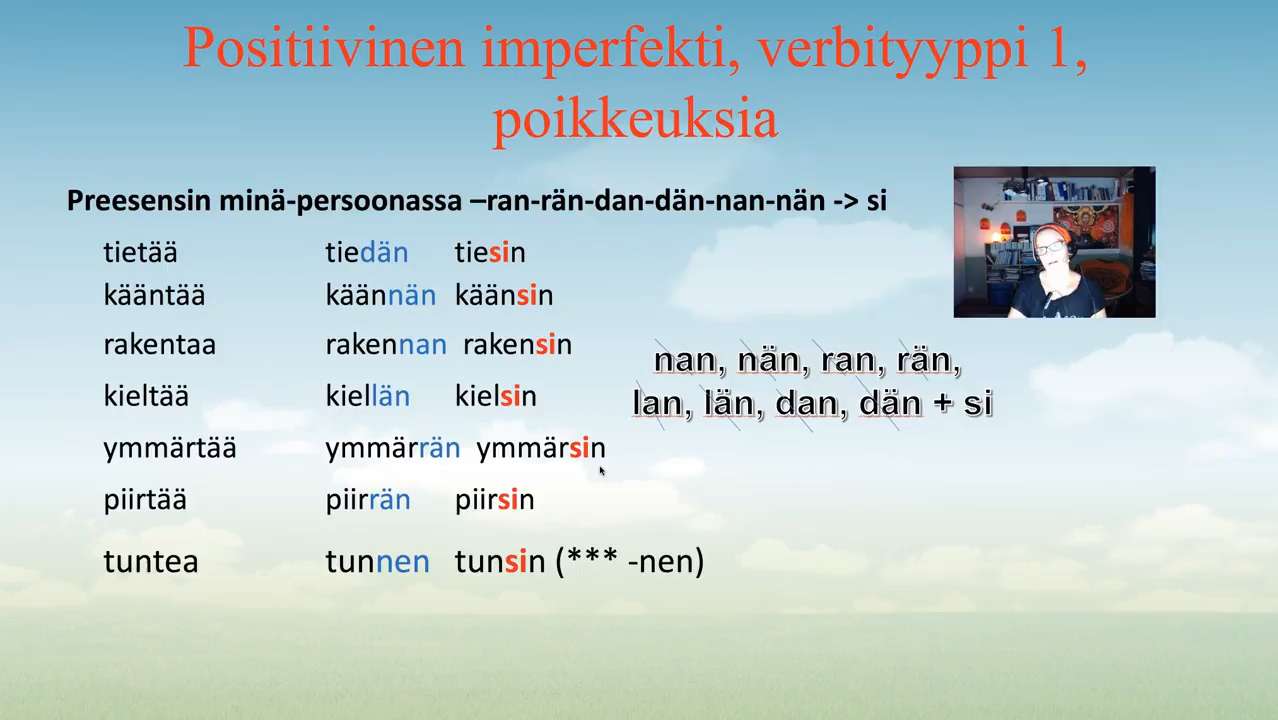 Positiivinen imperfekti, verbityyppi 1,
poikkeuksia
Preesensin minä-persoonassa –ran-rän-dan-dän-nan-nän -> si
tietää tiedän tiesin
kääntää käännän käänsin
rakentaa rakennan rakensin
kieltää kiellän kielsin
ymmärtää ymmärrän ymmärsin
piirtää piirrän piirsin
tuntea tunnen tunsin (*** -nen)
nan, nän, ran, rän,
lan, län, dan, dän + si